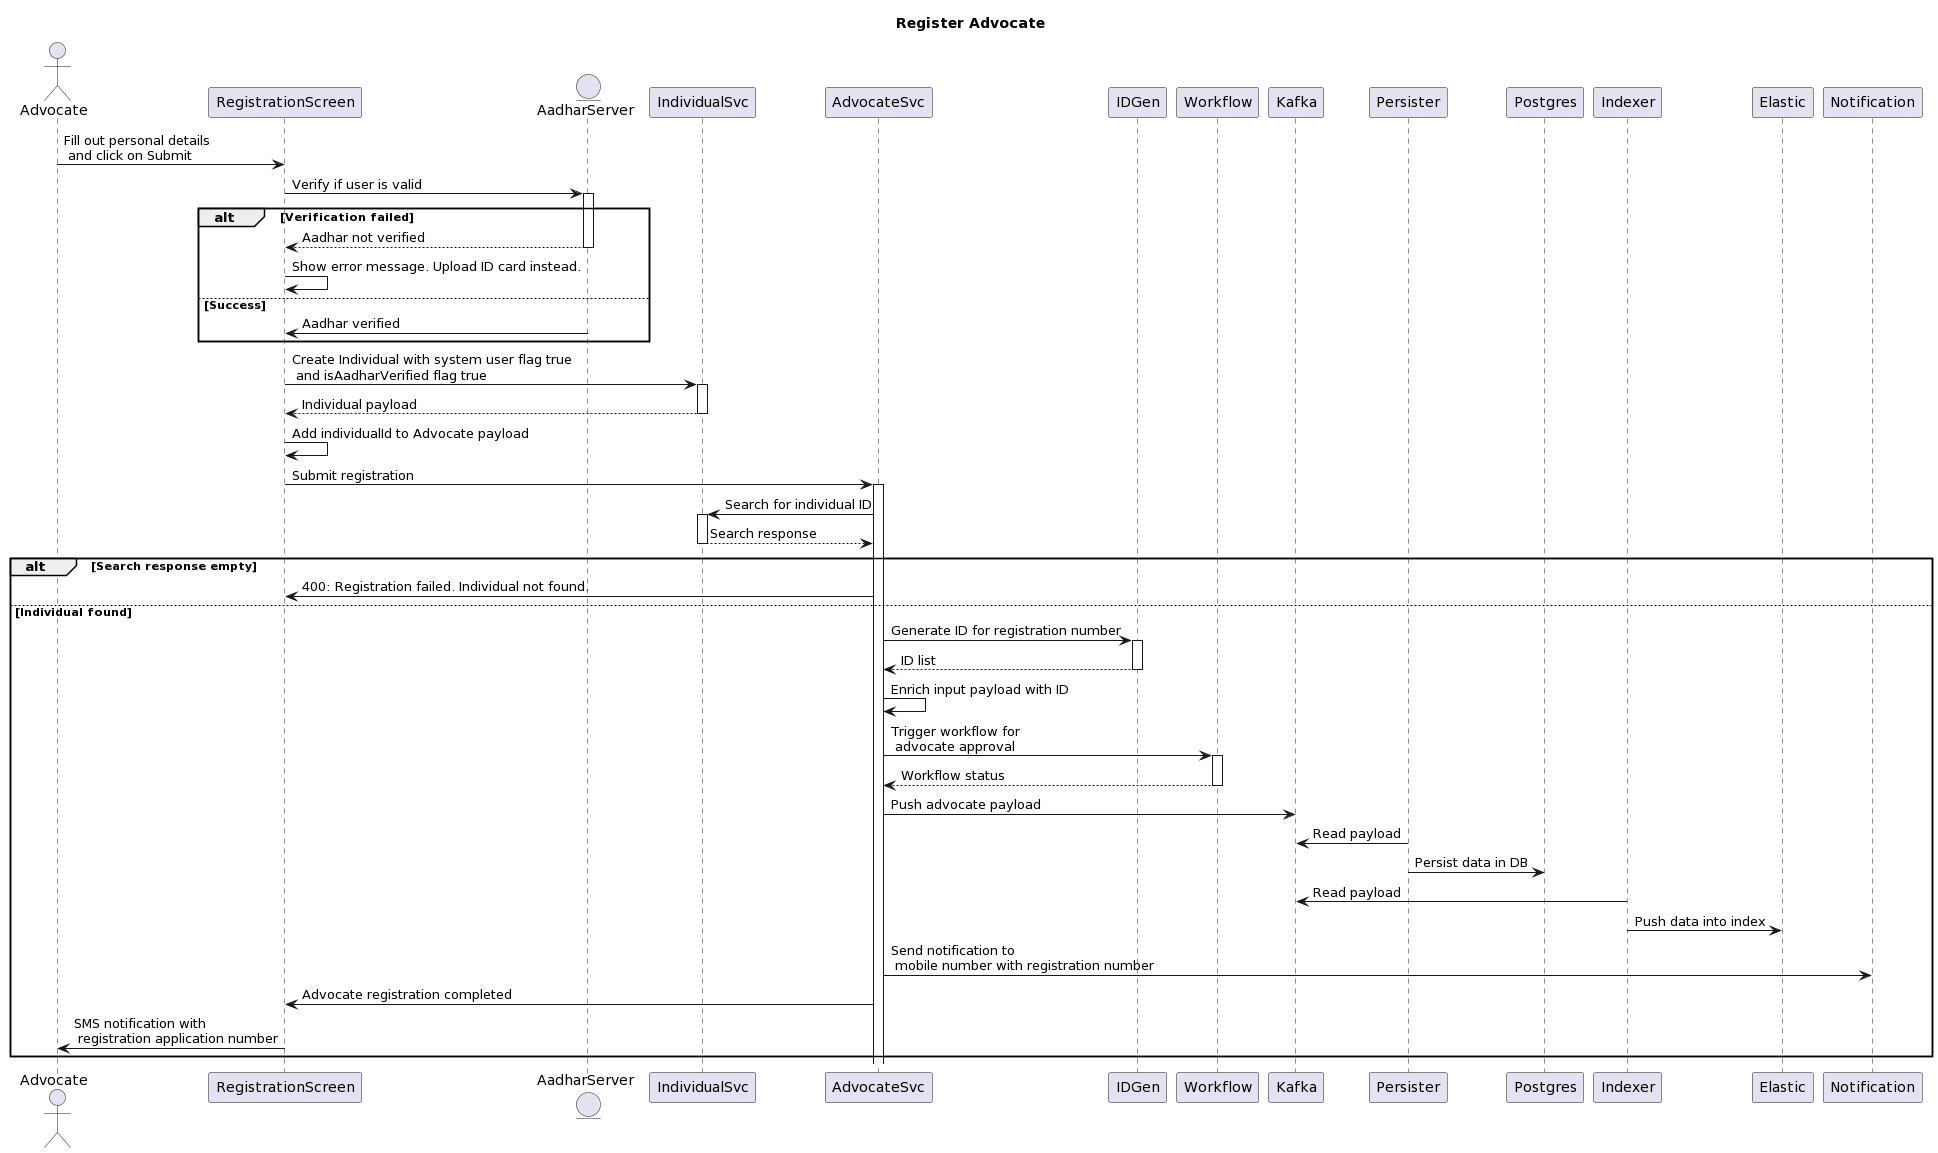 Register Advocate
Advocate
RegistrationScreen
AadharServer
IndividualSvc
AdvocateSvc
IDGen
Workflow
Kafka
Persister
Postgres
Indexer
Elastic
Notification
Fill out personal details
and click on Submit
Verify if user is valid
alt
[Verification failed]
Aadhar not verified
Show error message. Upload ID card instead.
[Success]
Aadhar verified
Create Individual with system user flag true
and isAadharVerified flag true
Individual payload
Add individualId to Advocate payload
Submit registration
Search for individual ID
Search response
alt
[Search response empty]
400: Registration failed. Individual not found.
[Individual found]
Generate ID for registration number
ID list
Enrich input payload with ID
Trigger workflow for
advocate approval
Workflow status
Push advocate payload
Read payload
Persist data in DB
Read payload
Push data into index
Send notification to
mobile number with registration number
Advocate registration completed
SMS notification with
registration application number
Advocate
RegistrationScreen
AadharServer
IndividualSvc
AdvocateSvc
IDGen
Workflow
Kafka
Persister
Postgres
Indexer
Elastic
Notification